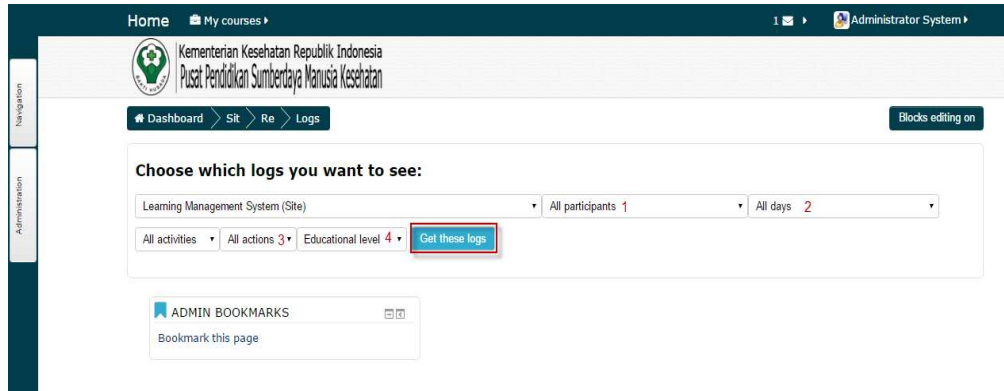 Home My courses 1 Administrator System
Kementerian Kesehatan Republik Indonesia
Pusat Pendidikan Sumberdaya Manusia Kesehatan
BAKTI HUSADA
Navigation
Dashboard Sit Re Logs Blocks editing on
Administration
Choose which logs you want to see:
Learning Management System (Site) All participants 1 All days 2
All activities All actions 3 Educational level 4 Get these logs
ADMIN BOOKMARKS
Bookmark this page